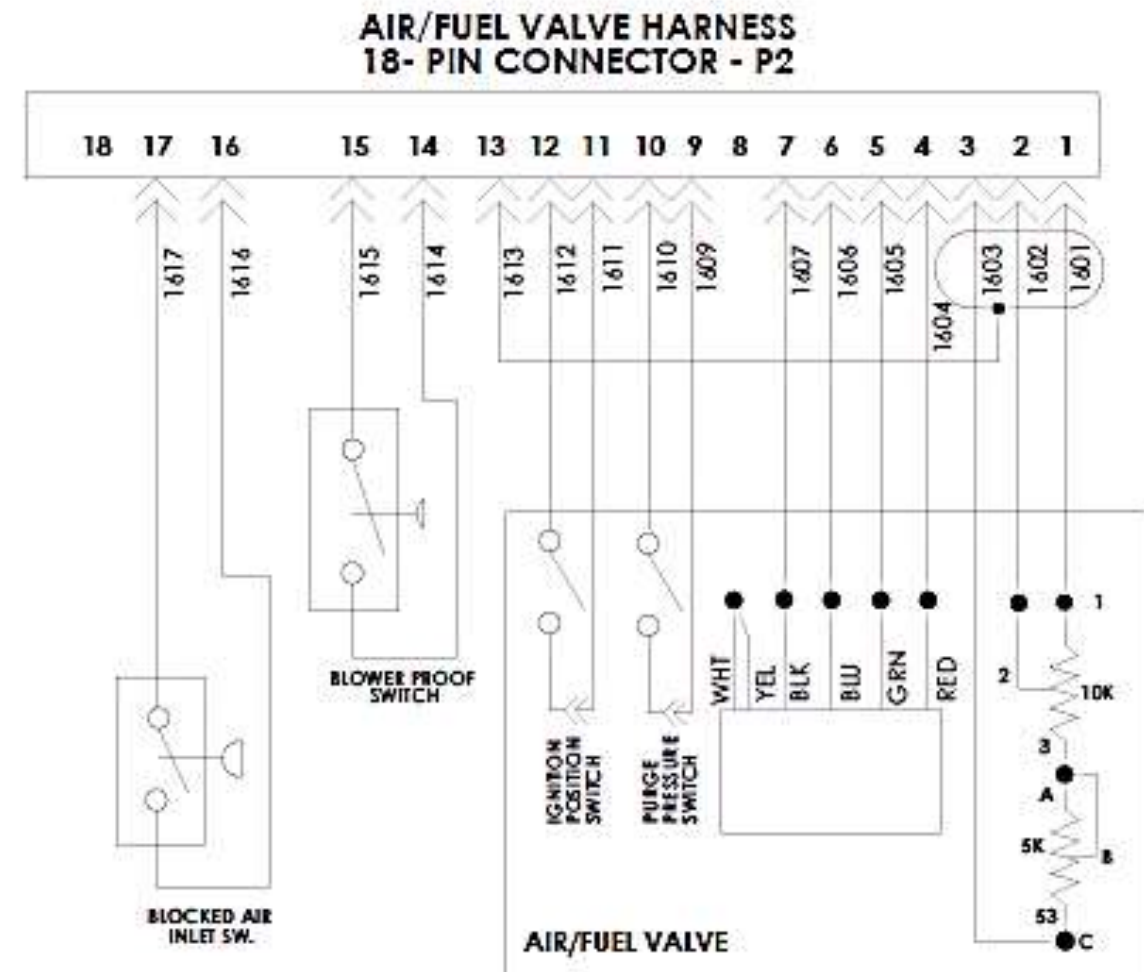 AIR/FUEL VALVE HARNESS
18- PIN CONNECTOR - P2
18 17 16 15 14 13 12 11 10 9 8 7 6 5 4 3 2 1
1617
1616
1615
1614
1613
1612
1611
1610
1609
1607
1606
1605
1604
1603
1602
1601
BLOWER PROOF
SWITCH
BLOCKED AIR
INLET SW.
IGNITION
POSITION
SWITCH
PURGE
PRESSURE
SWITCH
WHT
YEL
BLK
BLU
GRN
RED
1
2
10K
3
A
5K
B
53
C
AIR/FUEL VALVE